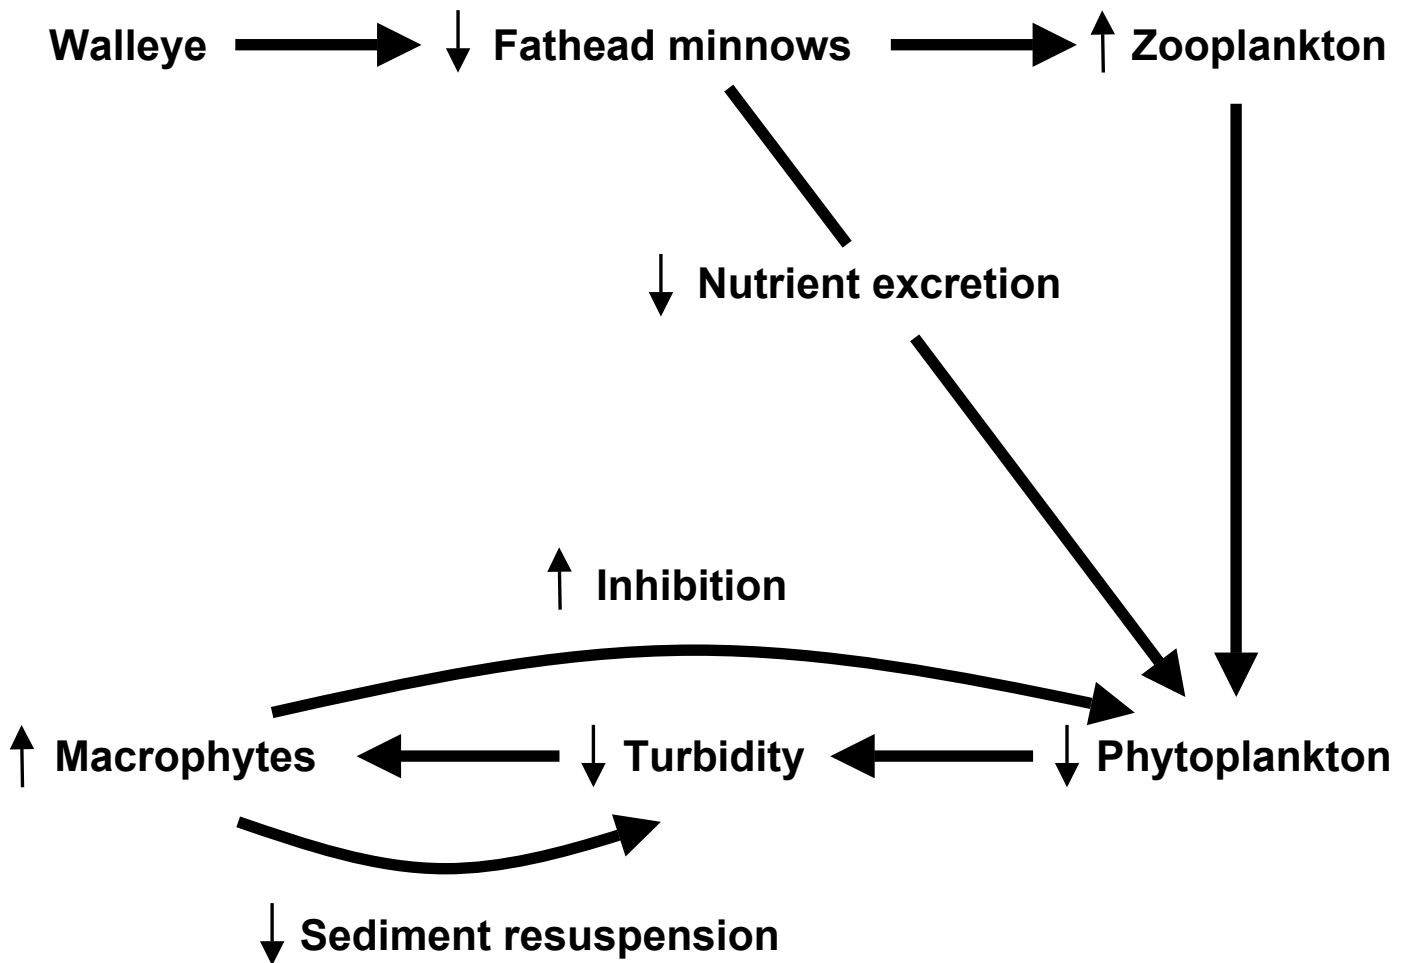 Walleye ↓ Fathead minnows ↑ Zooplankton
↓ Nutrient excretion
↑ Inhibition
↑ Macrophytes ↓ Turbidity ↓ Phytoplankton
↓ Sediment resuspension